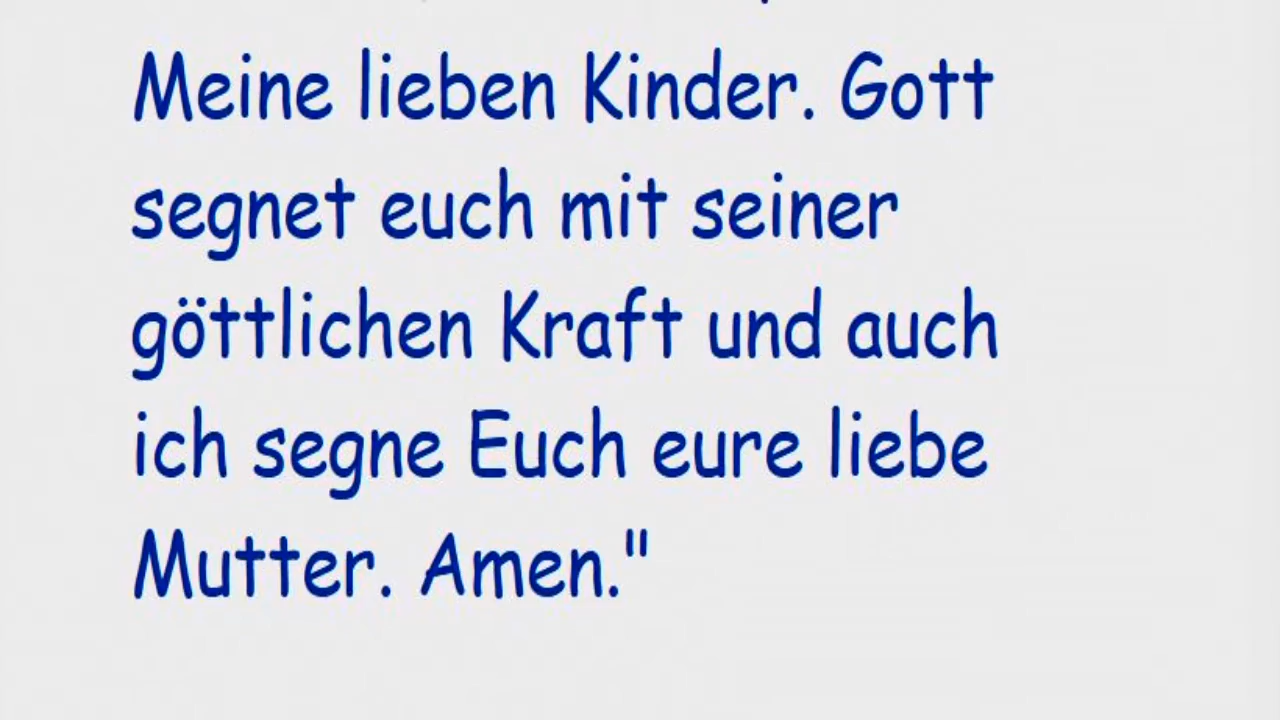 Meine lieben Kinder. Gott
segnet euch mit seiner
göttlichen Kraft und auch
ich segne Euch eure liebe
Mutter. Amen."